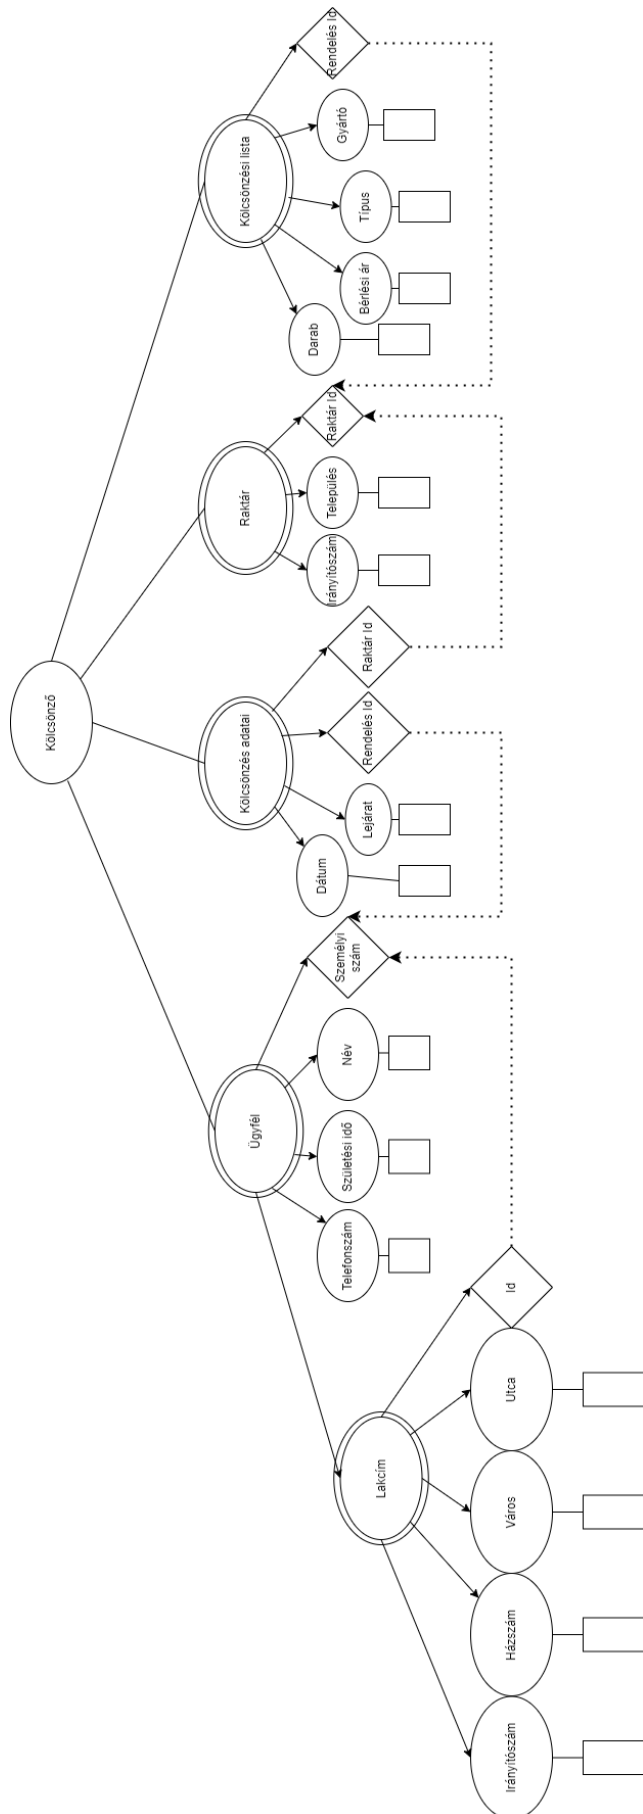 Kölcsönző
Ügyfél
Kölcsönzés adatai
Raktár
Kölcsönzési lista
Telefonszám
Születési idő
Név
Személyi
szám
Dátum
Lejárat
Rendelés Id
Raktár Id
Irányítószám
Település
Raktár Id
Darab
Bérlési ár
Típus
Gyártó
Rendelés Id
Lakcím
Irányítószám
Házszám
Város
Utca
Id